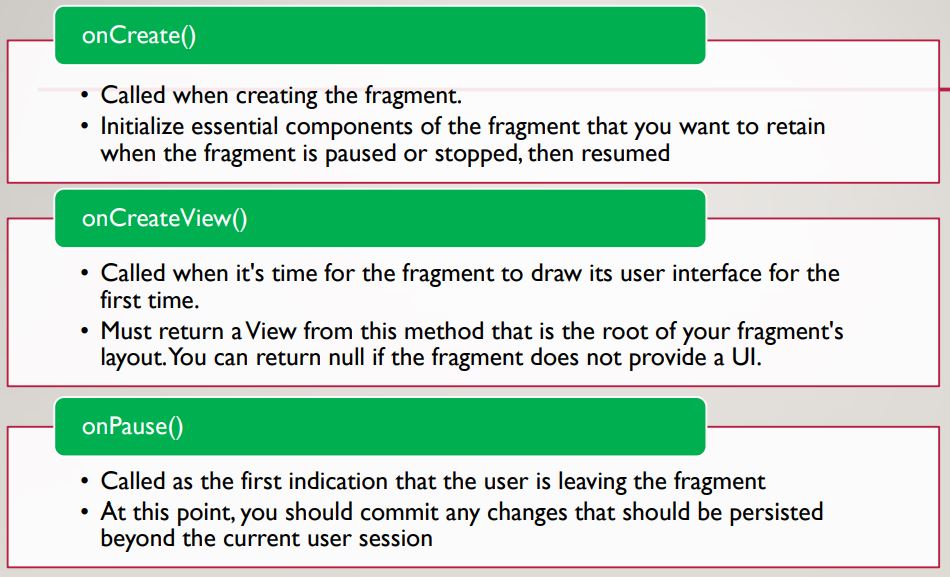 onCreate()
• Called when creating the fragment.
• Initialize essential components of the fragment that you want to retain
when the fragment is paused or stopped, then resumed
onCreateView()
• Called when it's time for the fragment to draw its user interface for the
first time.
• Must return a View from this method that is the root of your fragment's
layout. You can return null if the fragment does not provide a UI.
onPause()
• Called as the first indication that the user is leaving the fragment
• At this point, you should commit any changes that should be persisted
beyond the current user session